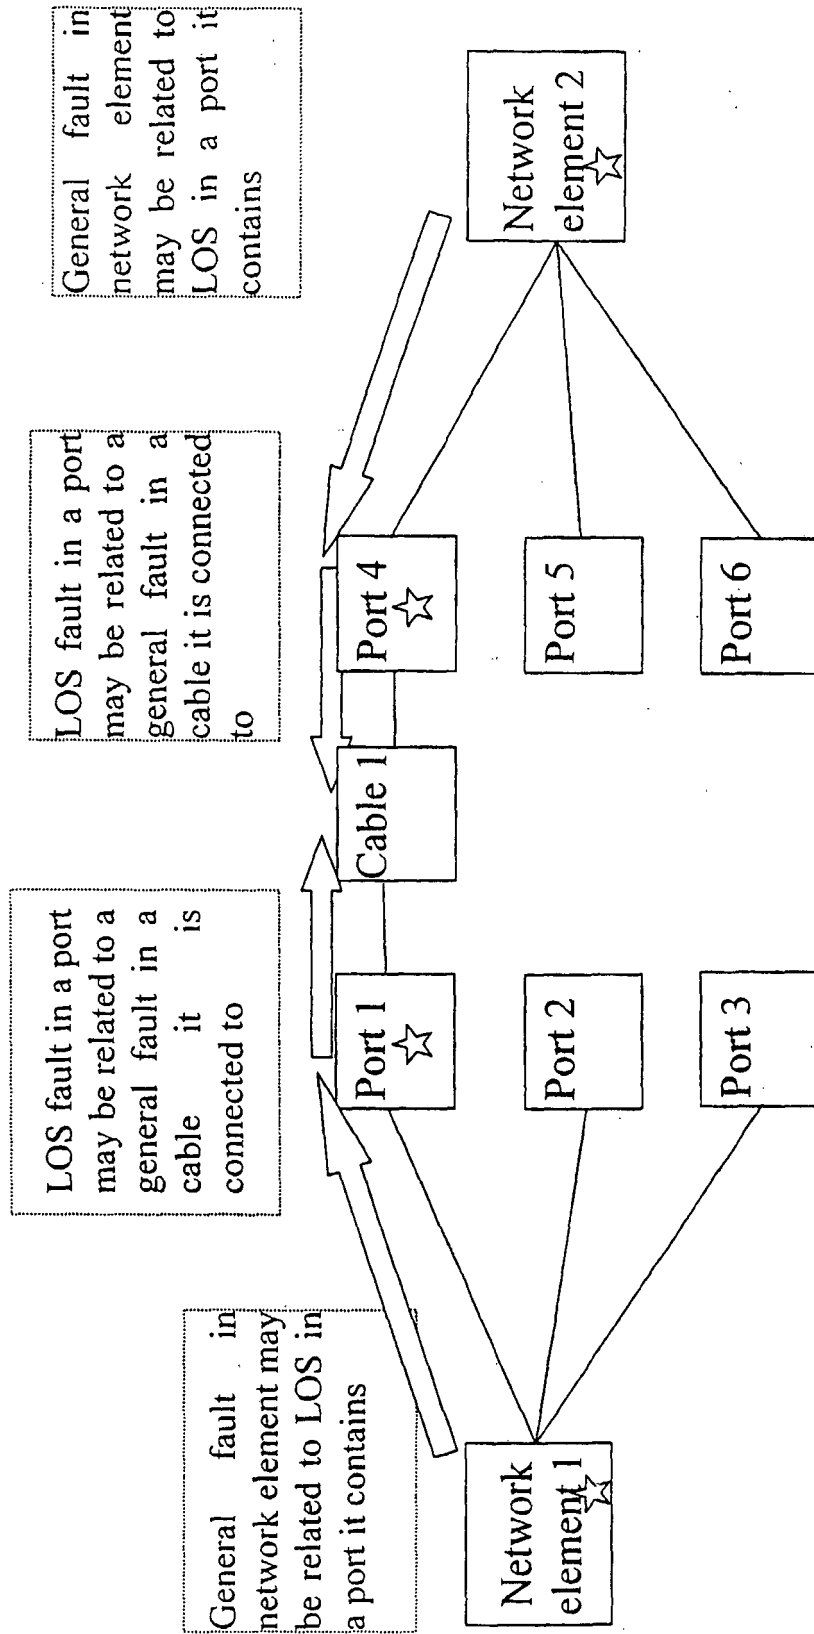 General fault in
network element may
be related to LOS in
a port it contains
LOS fault in a port
may be related to a
general fault in a
cable it is
connected to
LOS fault in a port
may be related to a
general fault in a
cable it is connected
to
General fault in
network element
may be related to
LOS in a port it
contains
Network
element 1
Port 1
Cable 1
Port 4
Network
element 2
Port 2
Port 5
Port 3
Port 6